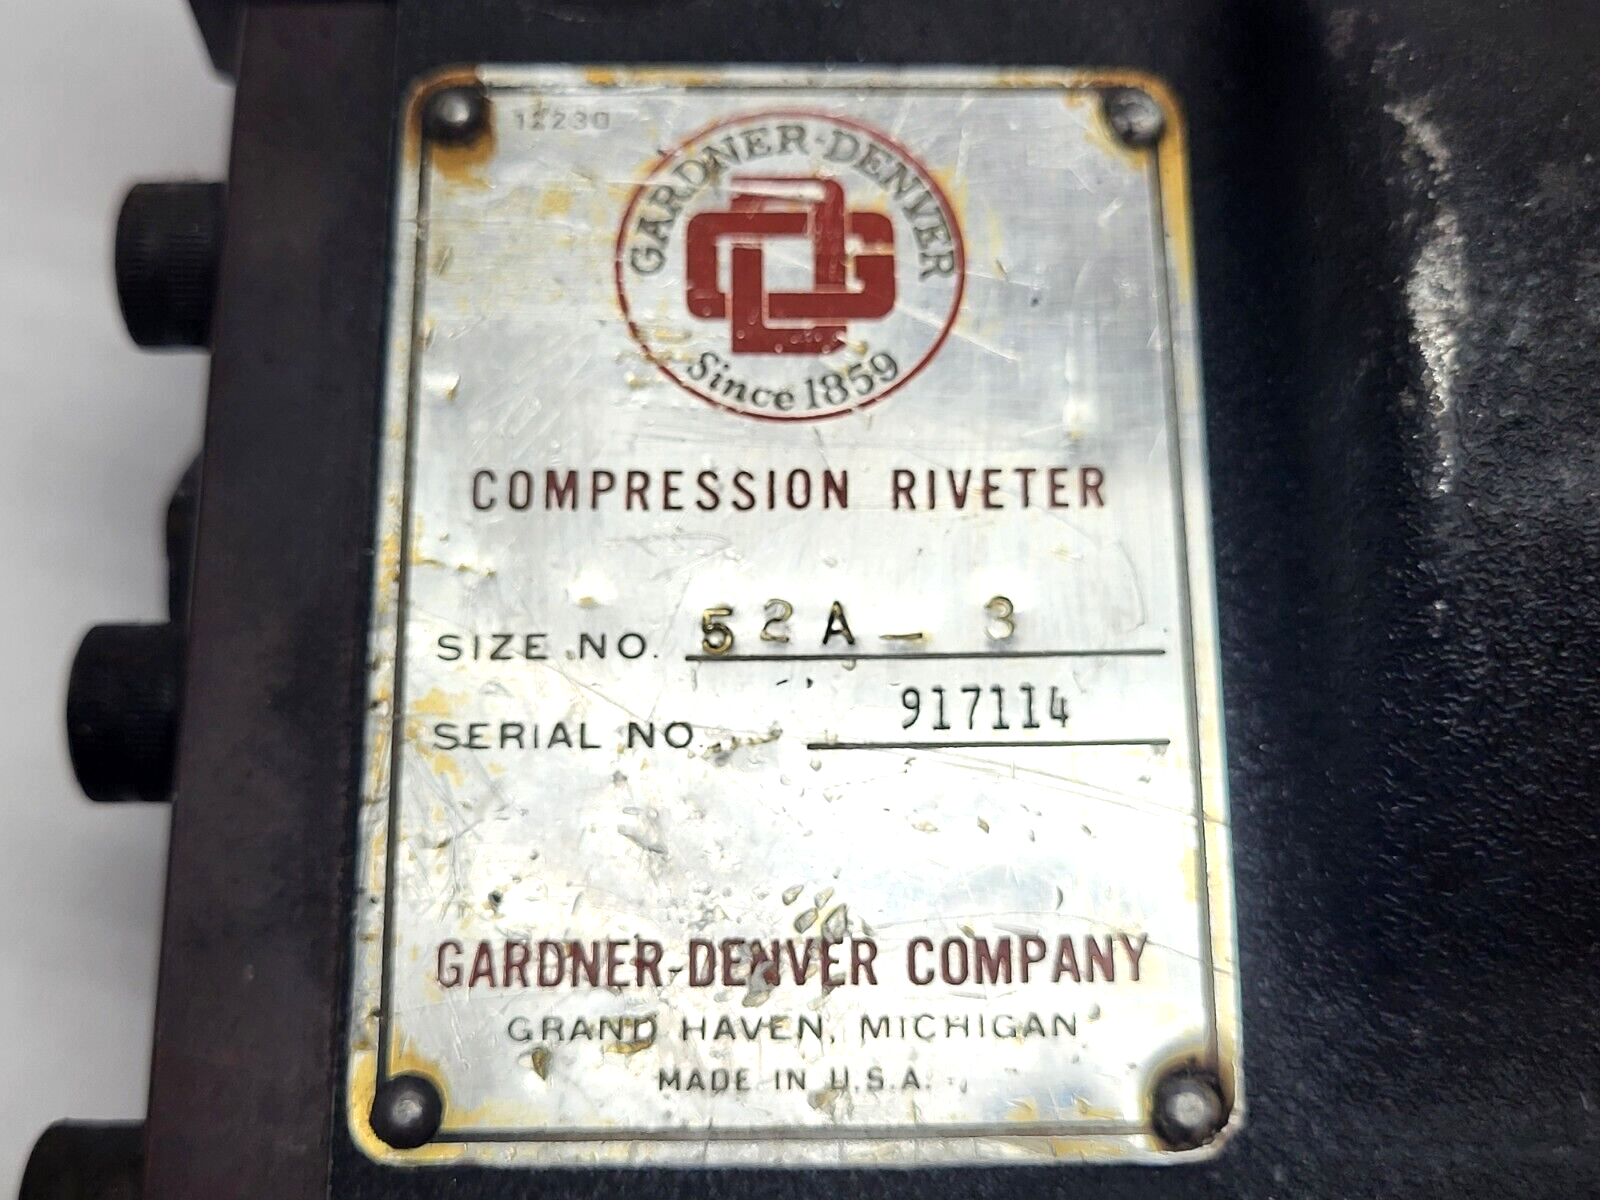 12230
GARDNER-DENVER
Since 1859
COMPRESSION RIVETER
SIZE NO. 52A-3
SERIAL NO. 917114
GARDNER-DENVER COMPANY
GRAND HAVEN, MICHIGAN
MADE IN U.S.A.